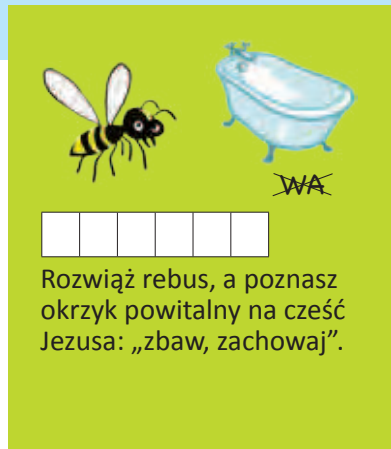 WA
Rozwiąż rebus, a poznasz
okrzyk powitalny na cześć
Jezusa: „zbaw, zachowaj”.